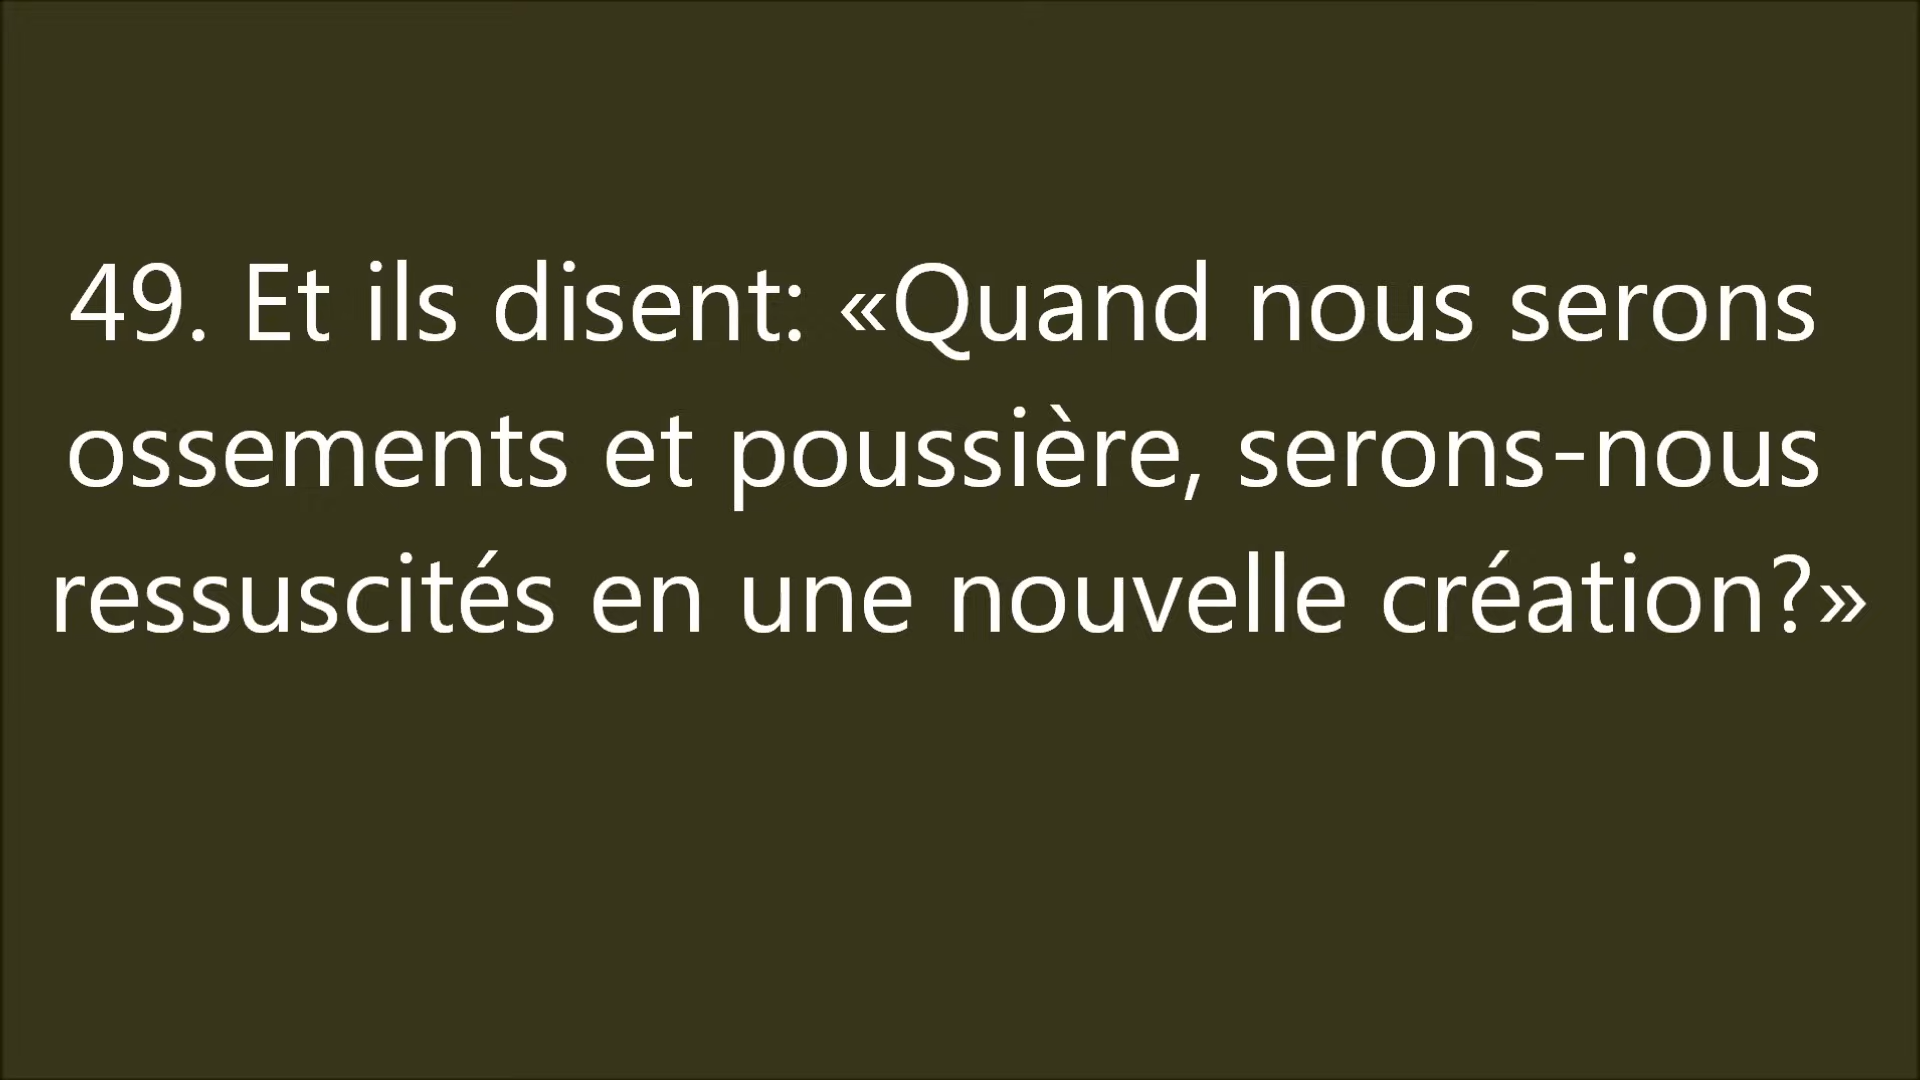 49. Et ils disent: «Quand nous serons
ossements et poussière, serons-nous
ressuscités en une nouvelle création?»